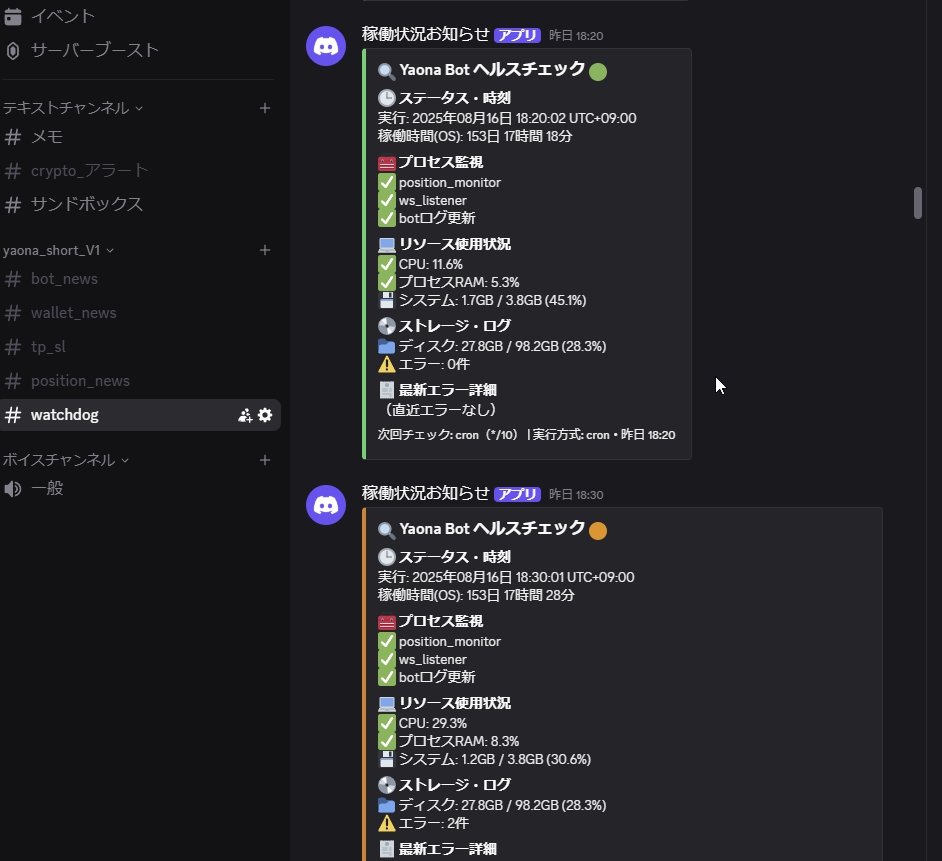 イベント
サーバーブースト
テキストチャンネル
メモ
crypto_アラート
サンドボックス
yaona_short_V1
bot_news
wallet_news
tp_sl
position_news
watchdog
ボイスチャンネル
一般
稼働状況お知らせ アプリ 昨日 18:20
Yaona Bot ヘルスチェック
ステータス・時刻
実行: 2025年08月16日 18:20:02 UTC+09:00
稼働時間(OS): 153日 17時間 18分
プロセス監視
position_monitor
ws_listener
botログ更新
リソース使用状況
CPU: 11.6%
プロセスRAM: 5.3%
システム: 1.7GB / 3.8GB (45.1%)
ストレージ・ログ
ディスク: 27.8GB / 98.2GB (28.3%)
エラー: 0件
最新エラー詳細
（直近エラーなし）
次回チェック: cron（*/10） | 実行方式: cron • 昨日 18:20
稼働状況お知らせ アプリ 昨日 18:30
Yaona Bot ヘルスチェック
ステータス・時刻
実行: 2025年08月16日 18:30:01 UTC+09:00
稼働時間(OS): 153日 17時間 28分
プロセス監視
position_monitor
ws_listener
botログ更新
リソース使用状況
CPU: 29.3%
プロセスRAM: 8.3%
システム: 1.2GB / 3.8GB (30.6%)
ストレージ・ログ
ディスク: 27.8GB / 98.2GB (28.3%)
エラー: 2件
最新エラー詳細